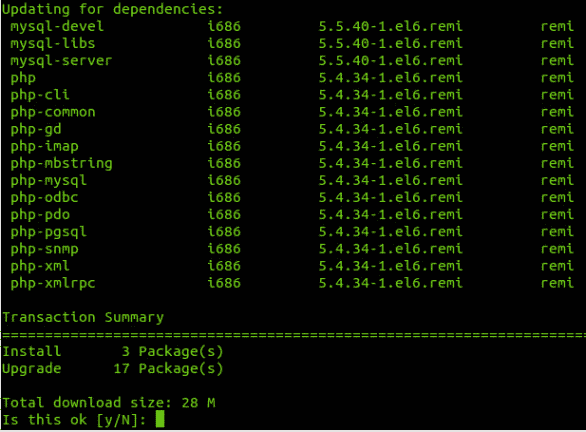 Updating for dependencies:
mysql-devel i686 5.5.40-1.el6.remi remi
mysql-libs i686 5.5.40-1.el6.remi remi
mysql-server i686 5.5.40-1.el6.remi remi
php i686 5.4.34-1.el6.remi remi
php-cli i686 5.4.34-1.el6.remi remi
php-common i686 5.4.34-1.el6.remi remi
php-gd i686 5.4.34-1.el6.remi remi
php-imap i686 5.4.34-1.el6.remi remi
php-mbstring i686 5.4.34-1.el6.remi remi
php-mysql i686 5.4.34-1.el6.remi remi
php-odbc i686 5.4.34-1.el6.remi remi
php-pdo i686 5.4.34-1.el6.remi remi
php-pgsql i686 5.4.34-1.el6.remi remi
php-snmp i686 5.4.34-1.el6.remi remi
php-xml i686 5.4.34-1.el6.remi remi
php-xmlrpc i686 5.4.34-1.el6.remi remi
Transaction Summary
================================================================================
Install 3 Package(s)
Upgrade 17 Package(s)
Total download size: 28 M
Is this ok [y/N]: